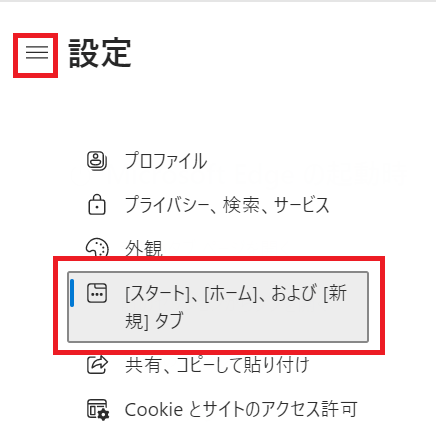 設定
プロファイル
プライバシー、検索、サービス
外観
[スタート]、[ホーム]、および [新
規] タブ
共有、コピーして貼り付け
Cookie とサイトのアクセス許可